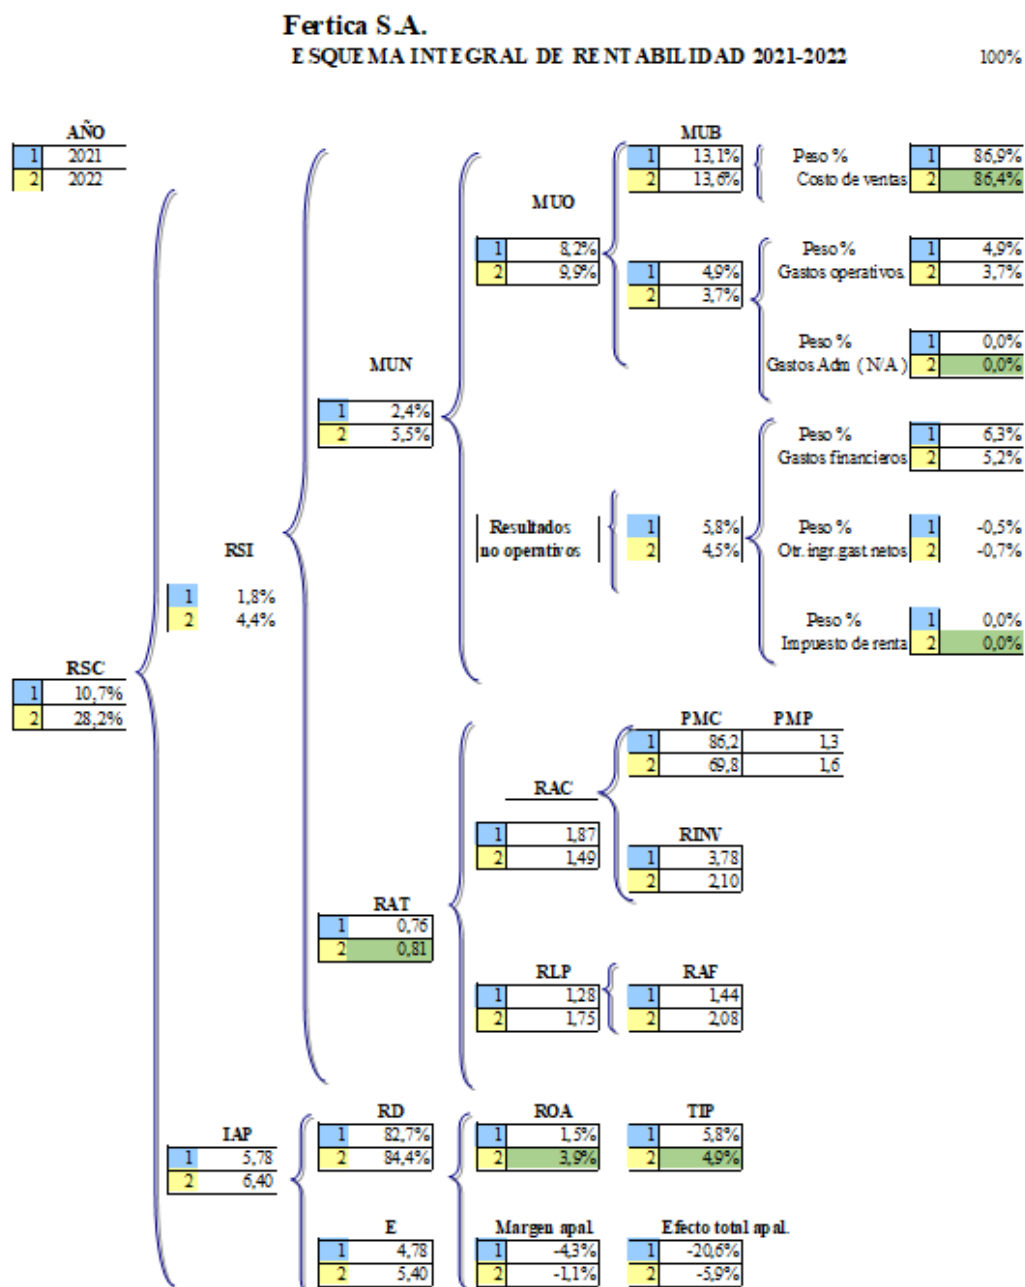 Fertica S.A.
ESQUEMA INTEGRAL DE RENTABILIDAD 2021-2022 100%
AÑO
1 2021
2 2022
MUB
1 13,1%
2 13,6%
Peso %
Costo de ventas
1 86,9%
2 86,4%
MUO
1 8,2%
2 9,9%
1 4,9%
2 3,7%
Peso %
Gastos operativos.
1 4,9%
2 3,7%
Peso %
Gastos Adm ( N/A )
1 0,0%
2 0,0%
MUN
1 2,4%
2 5,5%
Peso %
Gastos financieros
1 6,3%
2 5,2%
Resultados
no operativos
1 5,8%
2 4,5%
Peso %
Otr. ingr.gast.netos
1 -0,5%
2 -0,7%
Peso %
Impuesto de renta
1 0,0%
2 0,0%
RSI
1 1,8%
2 4,4%
RSC
1 10,7%
2 28,2%
PMC PMP
1 86,2 1,3
2 69,8 1,6
RAC
1 1,87
2 1,49
RINV
1 3,78
2 2,10
RAT
1 0,76
2 0,81
RLP
1 1,28
2 1,75
RAF
1 1,44
2 2,08
IAP
1 5,78
2 6,40
RD
1 82,7%
2 84,4%
ROA
1 1,5%
2 3,9%
TIP
1 5,8%
2 4,9%
E
1 4,78
2 5,40
Margen apal.
1 -4,3%
2 -1,1%
Efecto total apal.
1 -20,6%
2 -5,9%